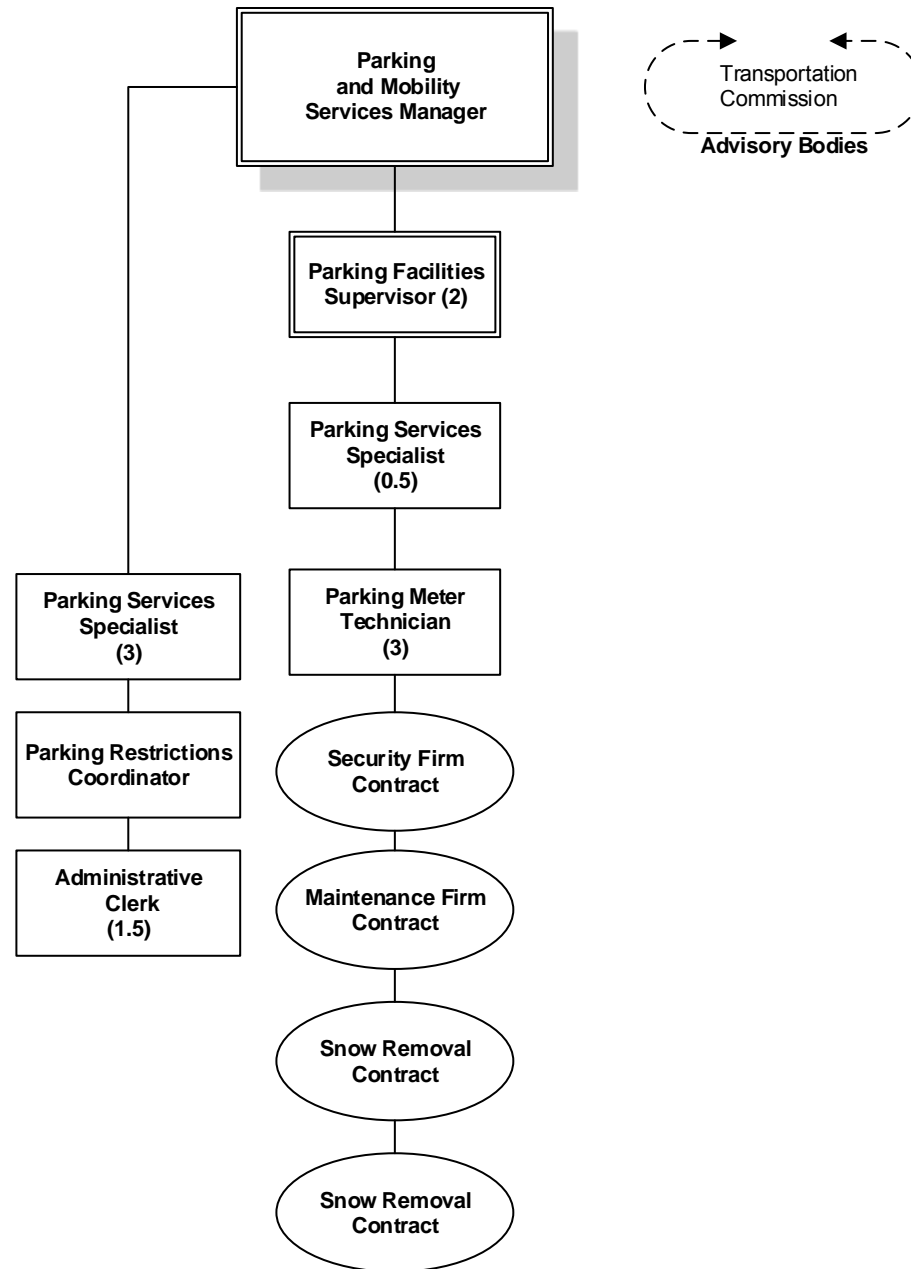 Parking
and Mobility
Services Manager
Transportation
Commission
Advisory Bodies
Parking Facilities
Supervisor (2)
Parking Services
Specialist
(0.5)
Parking Services
Specialist
(3)
Parking Meter
Technician
(3)
Parking Restrictions
Coordinator
Security Firm
Contract
Administrative
Clerk
(1.5)
Maintenance Firm
Contract
Snow Removal
Contract
Snow Removal
Contract